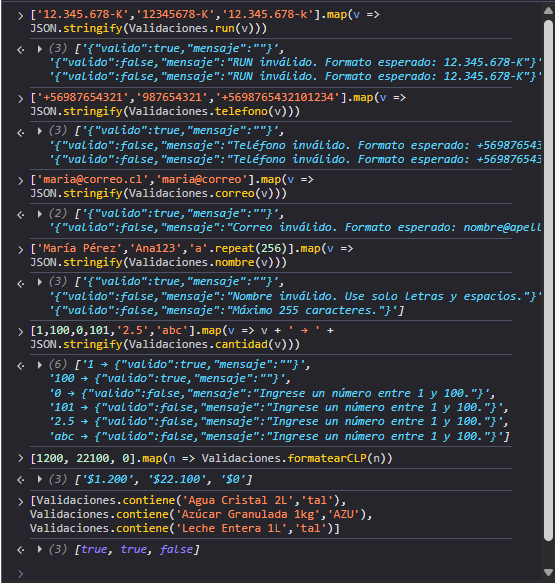 > ['12.345.678-K','12345678-K','12.345.678-k'].map(v =>
JSON.stringify(Validaciones.run(v)))
(3) ['{"valido":true,"mensaje":""}',
'{"valido":false,"mensaje":"RUN inválido. Formato esperado: 12.345.678-K"}'
'{"valido":false,"mensaje":"RUN inválido. Formato esperado: 12.345.678-K"}'
> ['+56987654321','987654321','+5698765432101234'].map(v =>
JSON.stringify(Validaciones.telefono(v)))
(3) ['{"valido":true,"mensaje":""}',
'{"valido":false,"mensaje":"Teléfono inválido. Formato esperado: +569876543
'{"valido":false,"mensaje":"Teléfono inválido. Formato esperado: +569876543
> ['maria@correo.cl','maria@correo'].map(v =>
JSON.stringify(Validaciones.correo(v)))
(2) ['{"valido":true,"mensaje":""}',
'{"valido":false,"mensaje":"Correo inválido. Formato esperado: nombre@apell
> ['María Pérez','Ana123','a'.repeat(256)].map(v =>
JSON.stringify(Validaciones.nombre(v)))
(3) ['{"valido":true,"mensaje":""}',
'{"valido":false,"mensaje":"Nombre inválido. Use solo letras y espacios."}'
'{"valido":false,"mensaje":"Máximo 255 caracteres."}']
> [1,100,0,101,'2.5','abc'].map(v => v + ' → ' +
JSON.stringify(Validaciones.cantidad(v)))
(6) ['1 → {"valido":true,"mensaje":""}',
'100 → {"valido":true,"mensaje":""}',
'0 → {"valido":false,"mensaje":"Ingrese un número entre 1 y 100."}',
'101 → {"valido":false,"mensaje":"Ingrese un número entre 1 y 100."}',
'2.5 → {"valido":false,"mensaje":"Ingrese un número entre 1 y 100."}',
'abc → {"valido":false,"mensaje":"Ingrese un número entre 1 y 100."}']
> [1200, 22100, 0].map(n => Validaciones.formatearCLP(n))
(3) ['$1.200', '$22.100', '$0']
> [Validaciones.contiene('Agua Cristal 2L','tal'),
Validaciones.contiene('Azúcar Granulada 1kg','AZU'),
Validaciones.contiene('Leche Entera 1L','tal')]
(3) [true, true, false]
>